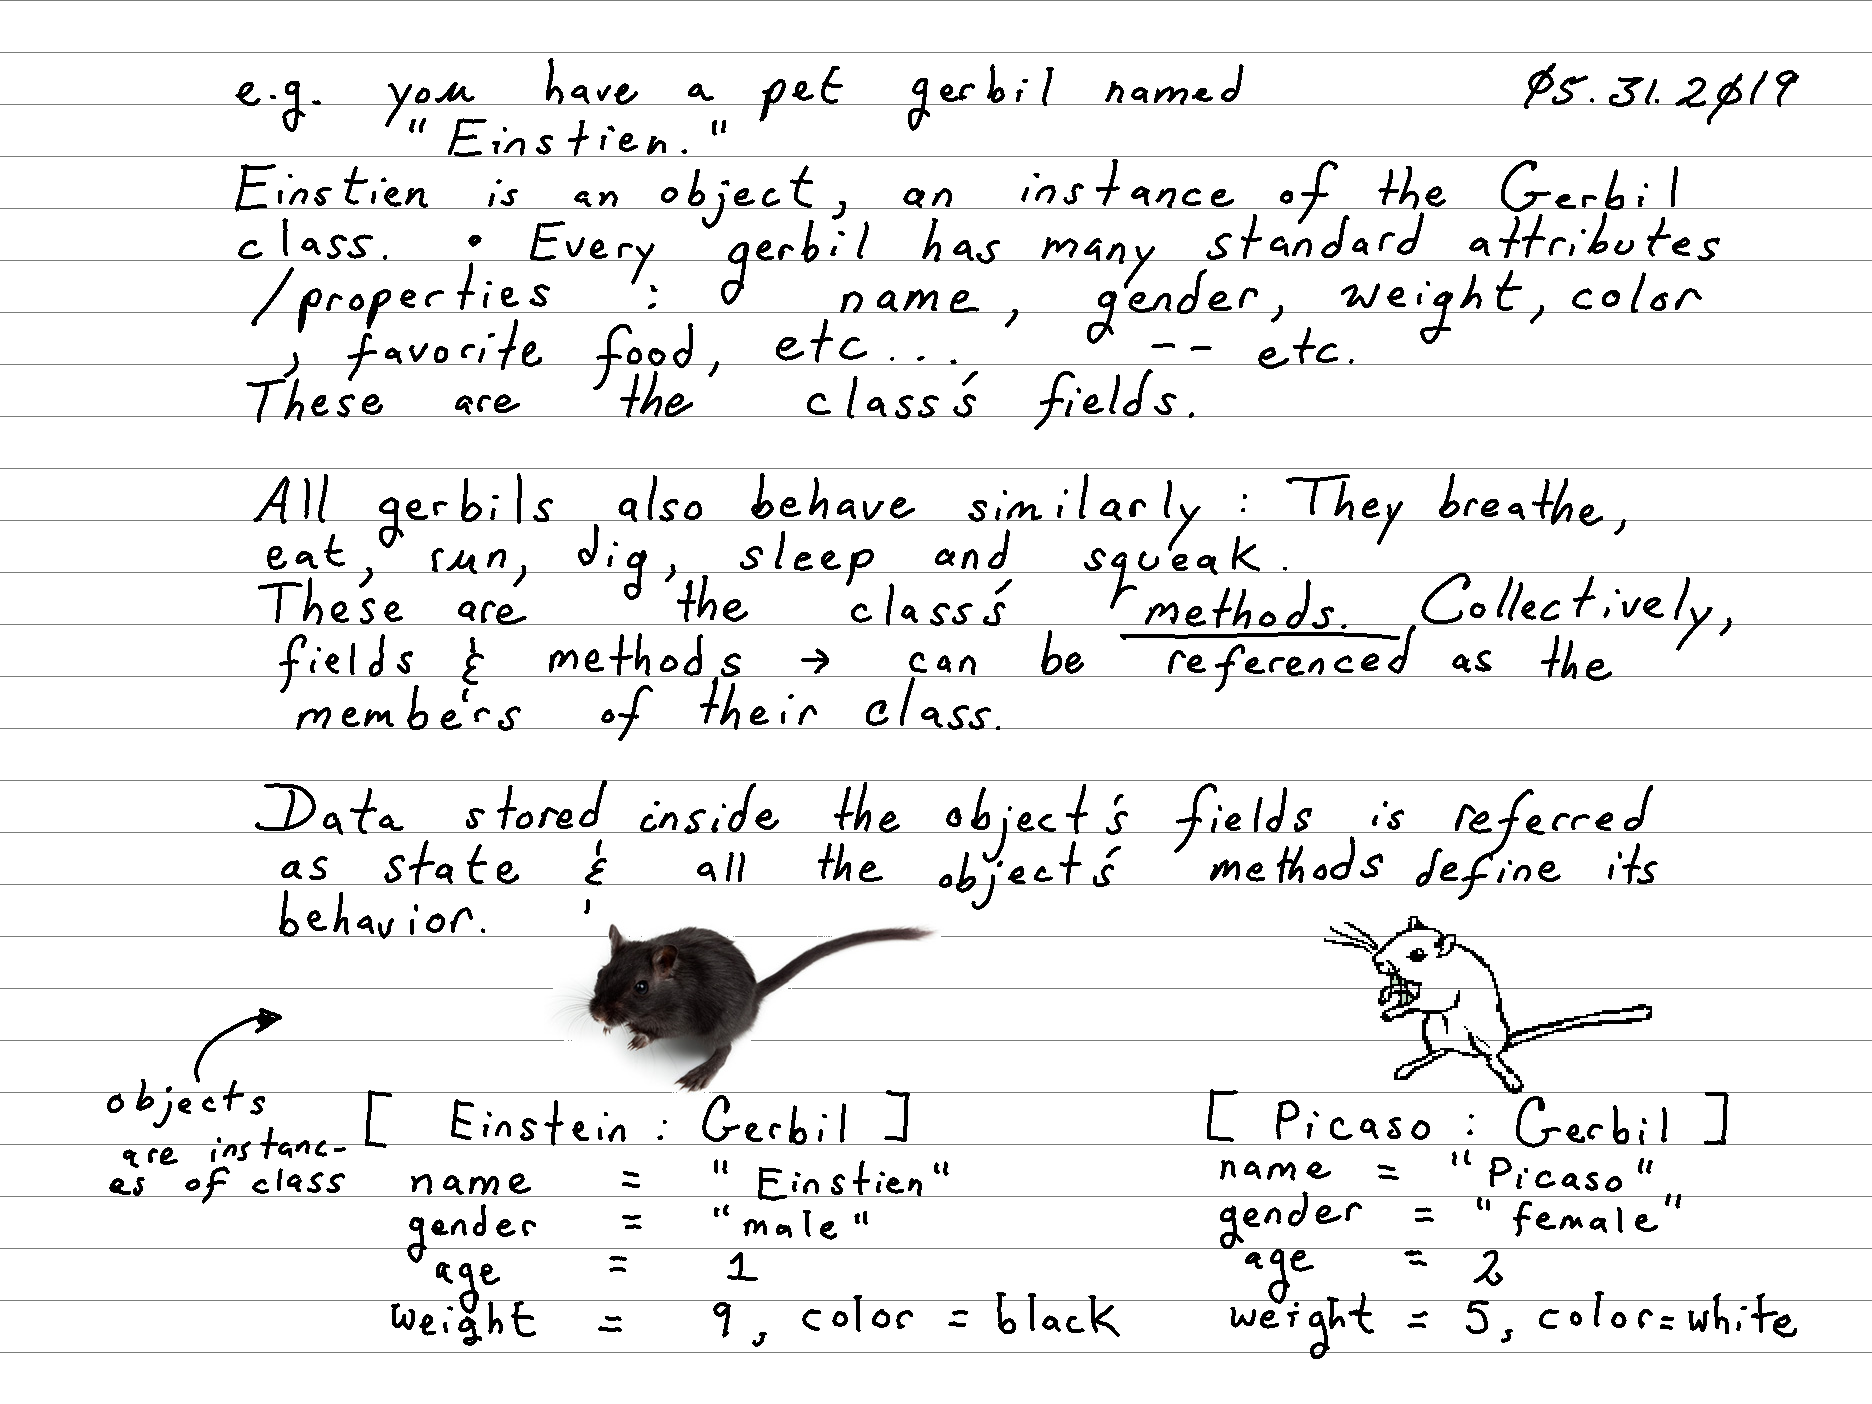 e.g. you have a pet gerbil named
05.31.2019
"Einstien."
Einstien is an object, an instance of the Gerbil
class. • Every gerbil has many standard attributes
/properties : name, gender, weight, color
, favorite food, etc... -- etc.
These are the class's fields.
All gerbils also behave similarly : They breathe,
eat, run, dig, sleep and squeak.
These are the class's methods. Collectively,
fields & methods → can be referenced as the
members of their class.
Data stored inside the object's fields is referred
as state & all the object's methods define its
behavior.
objects
are instanc-
es of class
[ Einstein : Gerbil ]
name = "Einstien"
gender = "male"
age = 1
weight = 9, color = black
[ Picaso : Gerbil ]
name = "Picaso"
gender = "female"
age = 2
weight = 5, color=white